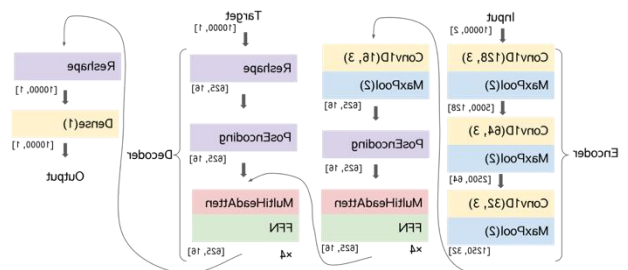 Input
[10000, 2]
Conv1D(128, 3)
MaxPool(2)
[5000, 128]
Conv1D(64, 3)
MaxPool(2)
[2500, 64]
Conv1D(32, 3)
MaxPool(2)
[1250, 32]
Encoder
Conv1D(16, 3)
MaxPool(2)
[625, 16]
PosEncoding
[625, 16]
MultiHeadAtten
FFN
[625, 16]
×4
Target
[10000, 1]
Reshape
[625, 16]
PosEncoding
[625, 16]
MultiHeadAtten
FFN
[625, 16]
×4
Decoder
Reshape
[10000, 1]
Dense(1)
[10000, 1]
Output